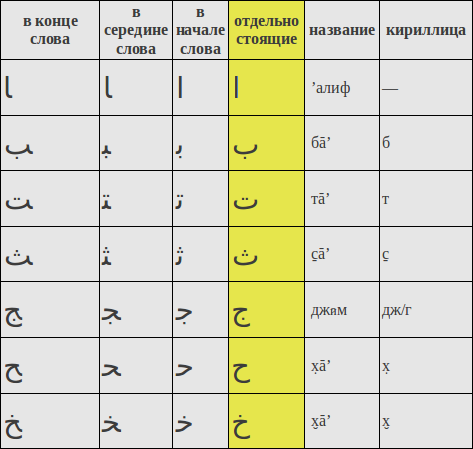 в конце слова | в середине слова | в начале слова | отдельно стоящие | название | кириллица
ـا | ـا | ا | ا | ’алиф | —
ـب | ـبـ | بـ | ب | ба̄’ | б
ـت | ـتـ | تـ | ت | та̄’ | т
ـث | ـثـ | ثـ | ث | с̱а̄’ | с̱
ـج | ـجـ | جـ | ج | джӣм | дж/г
ـح | ـحـ | حـ | ح | х̣а̄’ | х̣
ـخ | ـخـ | خـ | خ | х̮а̄’ | х̮